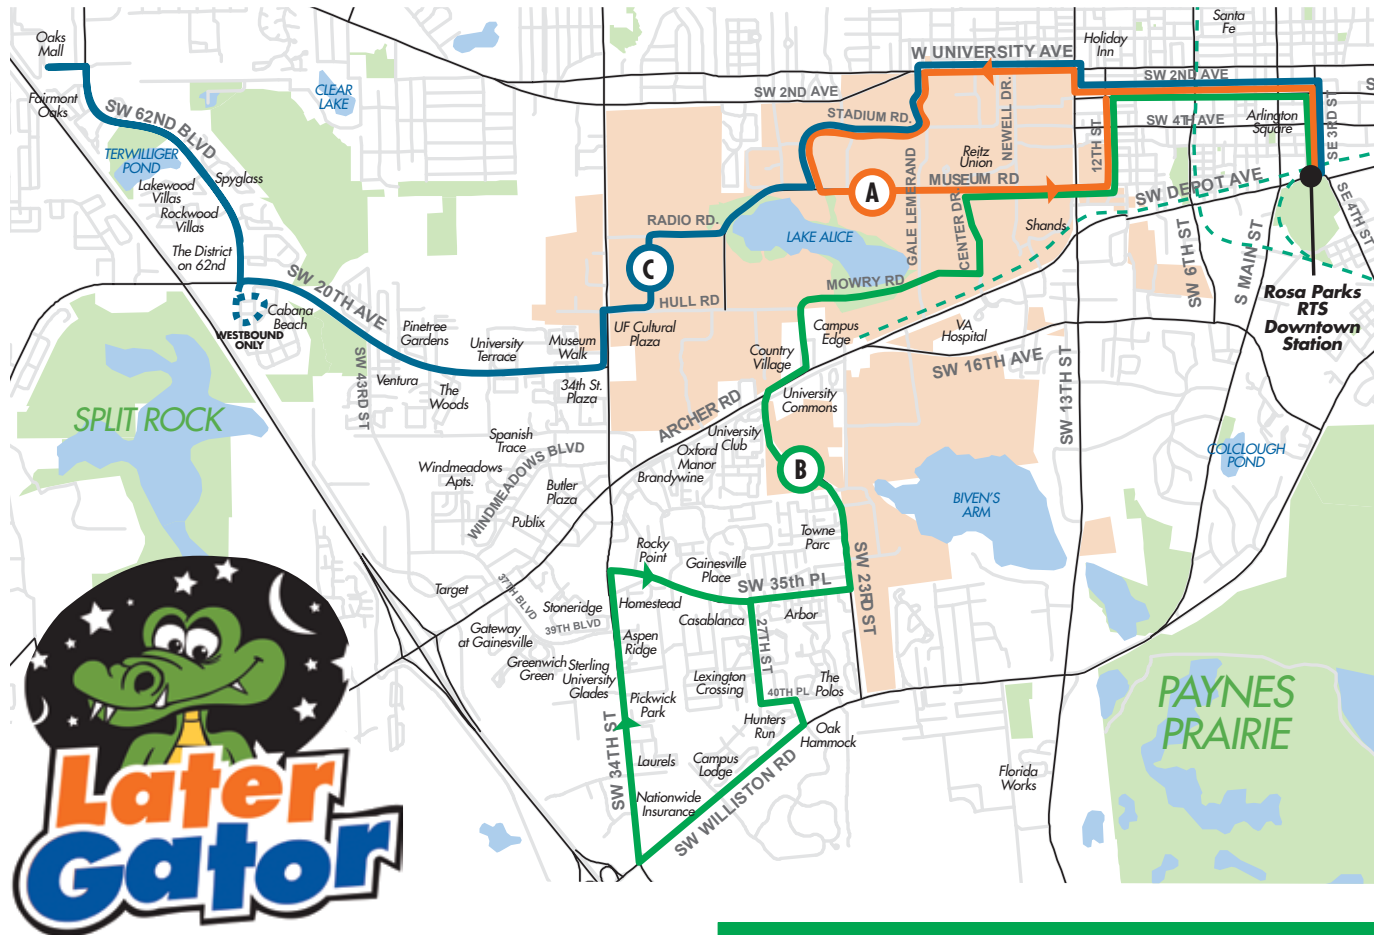 Oaks
Mall
Fairmont
Oaks
SW 62ND BLVD
TERWILLIGER
POND
Lakewood
Villas
Spyglass
Rockwood
Villas
The District
on 62nd
CLEAR
LAKE
WESTBOUND
ONLY
Cabana
Beach
SW 20TH AVE
SW 43RD ST
Pinetree
Gardens
Ventura
The
Woods
University
Terrace
Museum
Walk
34th St.
Plaza
UF Cultural
Plaza
HULL RD
C
RADIO RD.
SW 2ND AVE
STADIUM RD.
W UNIVERSITY AVE
NEWELL DR.
GALE LEMERAND
Reitz
Union
MUSEUM RD
A
CENTER DR.
LAKE ALICE
MOWRY RD
Shands
12TH ST
Holiday
Inn
Santa
Fe
SW 2ND AVE
SW 4TH AVE
Arlington
Square
SE 3RD ST
S
SW DEPOT AVE
SE 4TH ST
SW 6TH ST
S MAIN ST
Rosa Parks
RTS
Downtown
Station
VA
Hospital
SW 16TH AVE
SW 13TH ST
Campus
Edge
Country
Village
University
Commons
ARCHER RD
University
Club
Oxford
Manor
Brandywine
B
SPLIT ROCK
Spanish
Trace
Windmeadows
Apts.
WINDMEADOWS BLVD
Butler
Plaza
Publix
Target
37TH BLVD
Stoneridge
39TH BLVD
Gateway
at Gainesville
Greenwich
Green
Sterling
University
Glades
Rocky
Point
Gainesville
Place
SW 35th PL
Towne
Parc
SW 23RD ST
Homestead
Casablanca
Arbor
27TH ST
Aspen
Ridge
Lexington
Crossing
40TH PL
The
Polos
Pickwick
Park
Hunters
Run
Oak
Hammock
SW 34TH ST
Laurels
Campus
Lodge
Nationwide
Insurance
SW WILLISTON RD
BIVEN'S
ARM
COLCLOUGH
POND
PAYNES
PRAIRIE
Florida
Works
Later
Gator